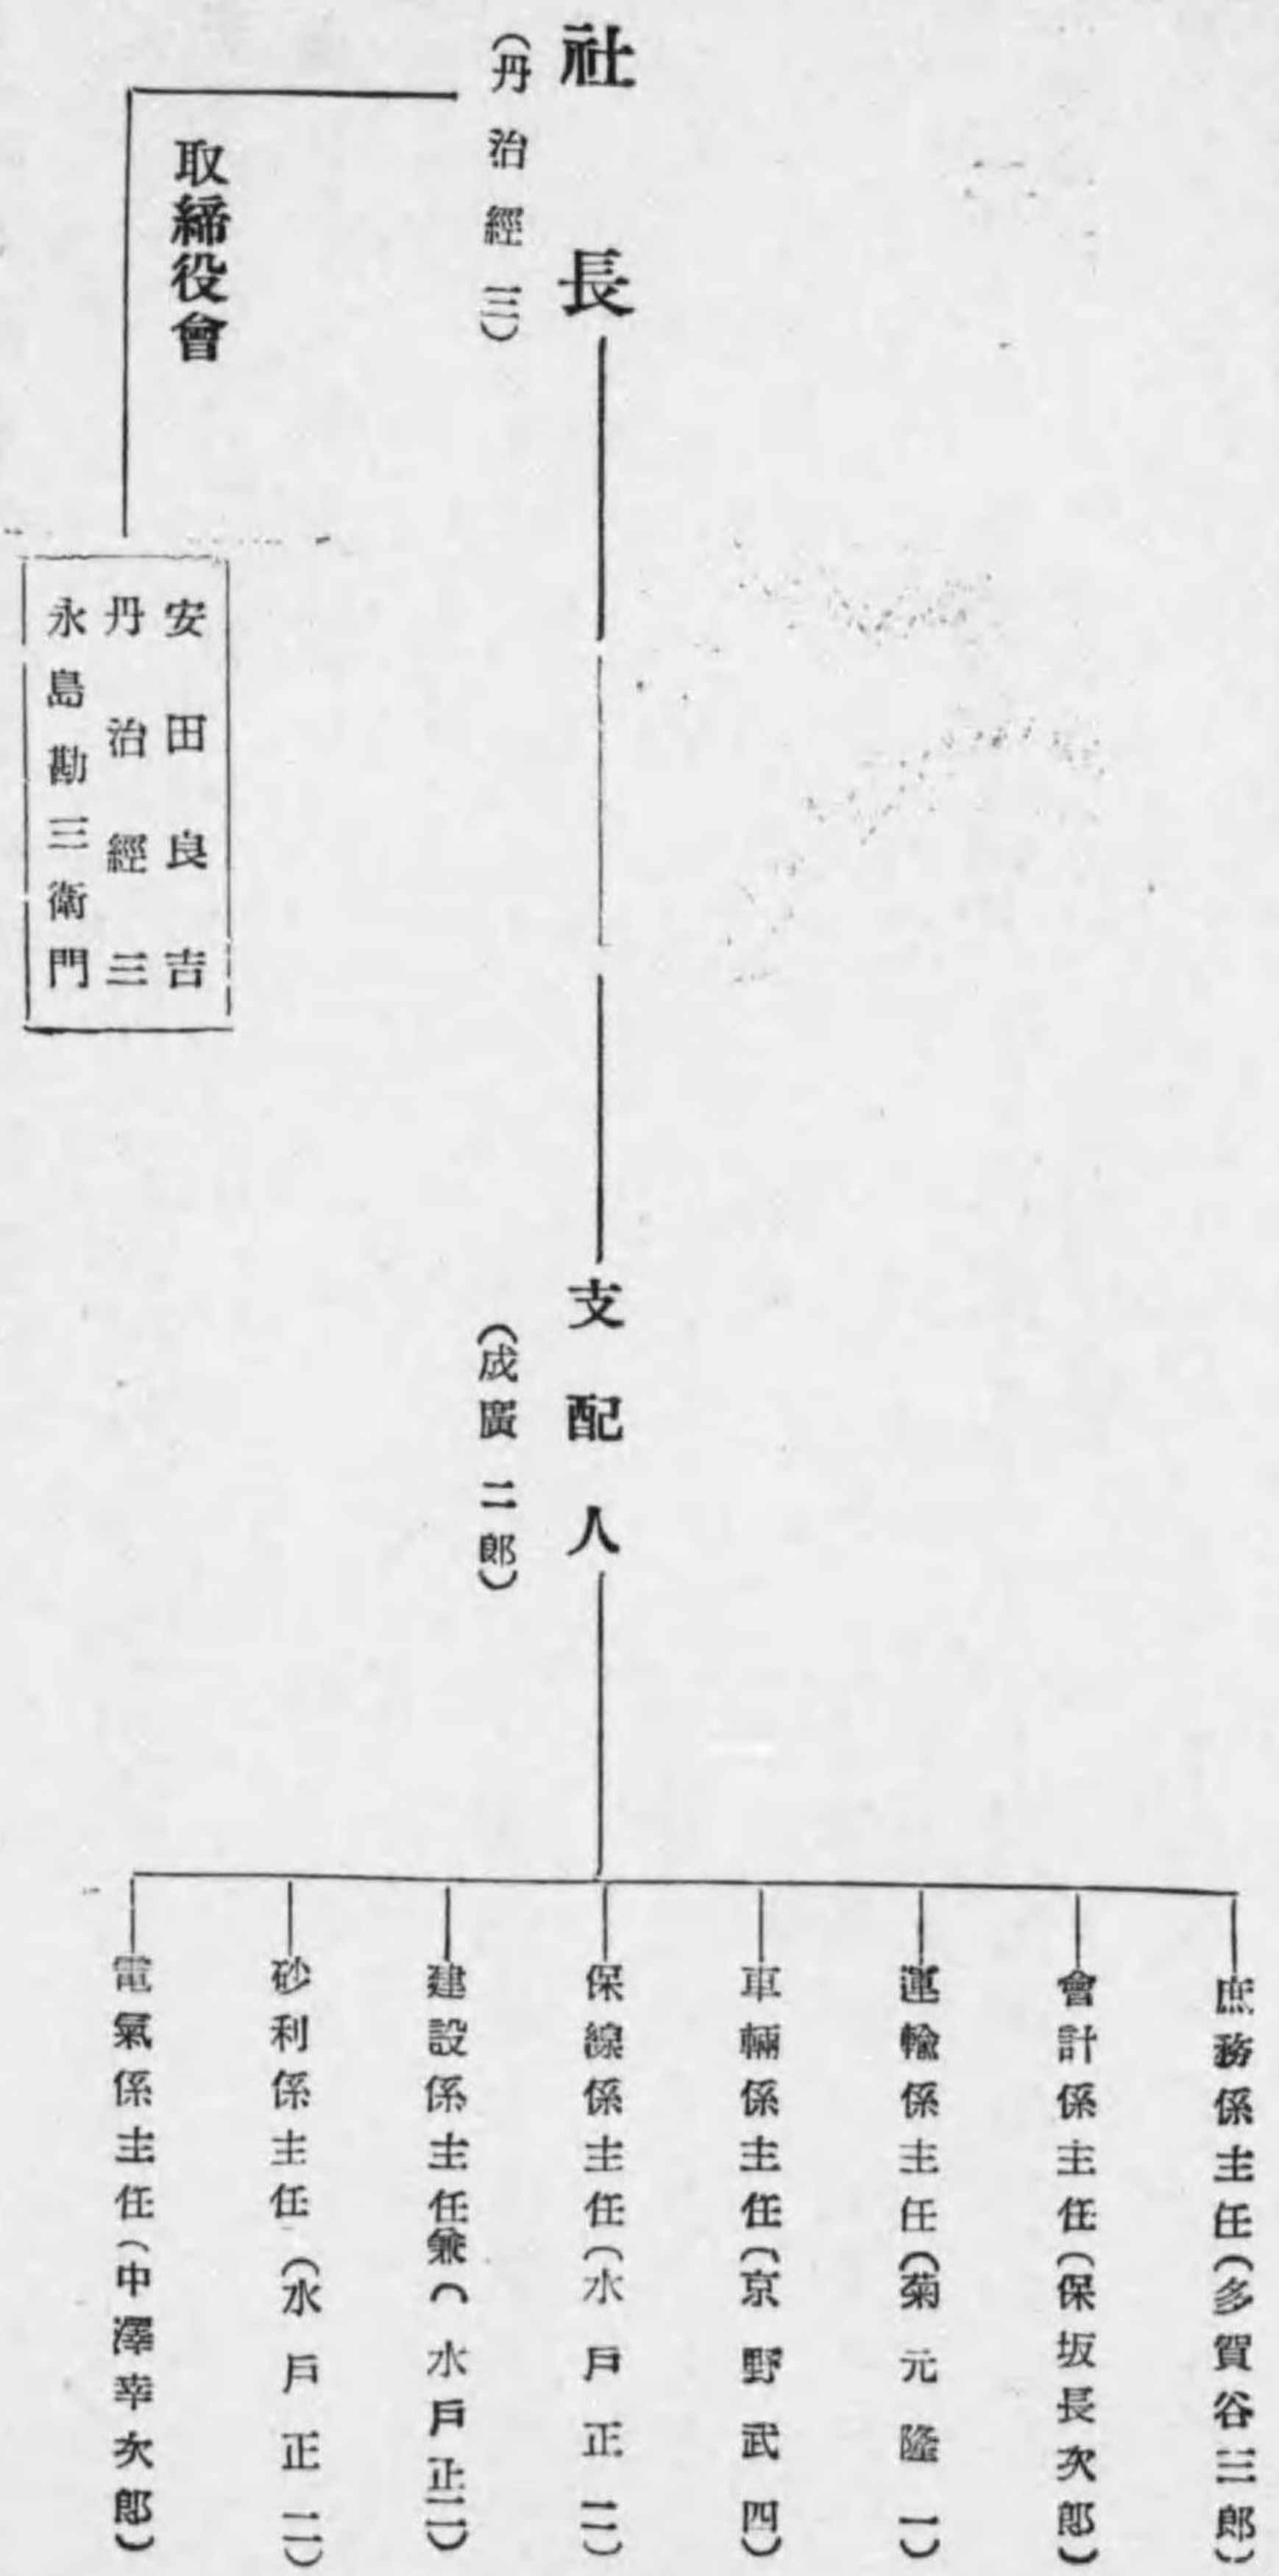 社長
(丹治經三)
取締役會
安田良吉
丹治經三
永島勘三衛門
支配人
(成廣二郎)
庶務係主任(多賀谷三郎)
會計係主任(保坂長次郎)
運輸係主任(菊元隆一)
車輛係主任(京野武四)
保線係主任(水戸正二)
建設係主任兼(水戸正二)
砂利係主任(水戸正二)
電氣係主任(中澤幸次郎)